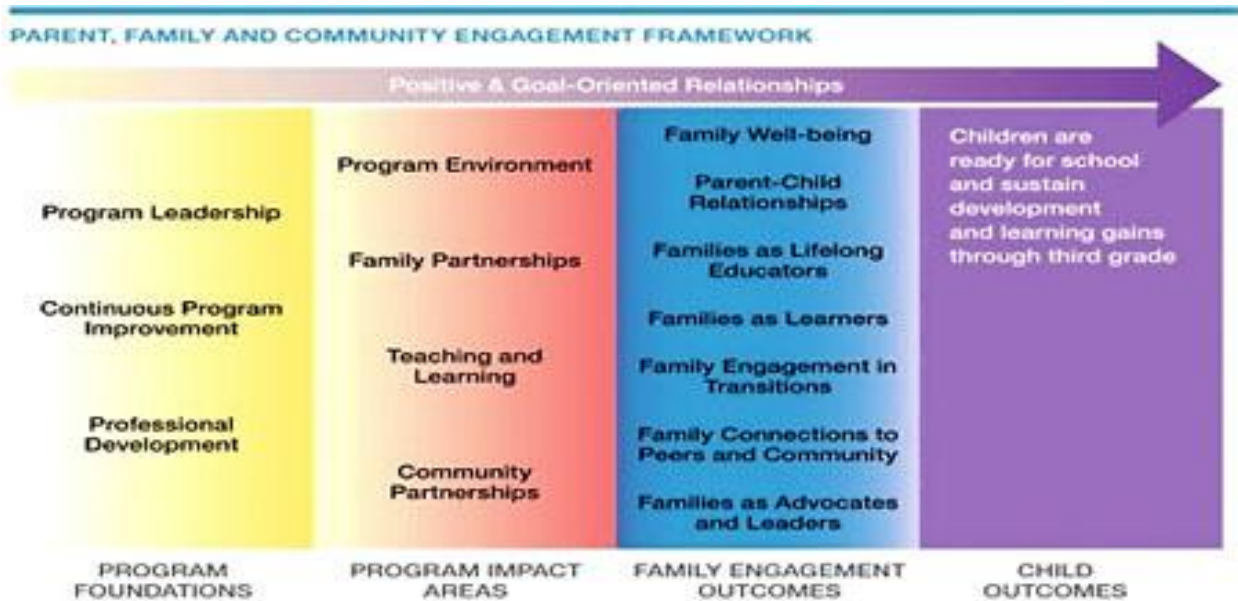 PARENT, FAMILY AND COMMUNITY ENGAGEMENT FRAMEWORK
Positive & Goal-Oriented Relationships
Program Leadership
Continuous Program
Improvement
Professional
Development
PROGRAM
FOUNDATIONS
Program Environment
Family Partnerships
Teaching and
Learning
Community
Partnerships
PROGRAM IMPACT
AREAS
Family Well-being
Parent-Child
Relationships
Families as Lifelong
Educators
Families as Learners
Family Engagement in
Transitions
Family Connections to
Peers and Community
Families as Advocates
and Leaders
FAMILY ENGAGEMENT
OUTCOMES
Children are
ready for school
and sustain
development
and learning gains
through third grade
CHILD
OUTCOMES